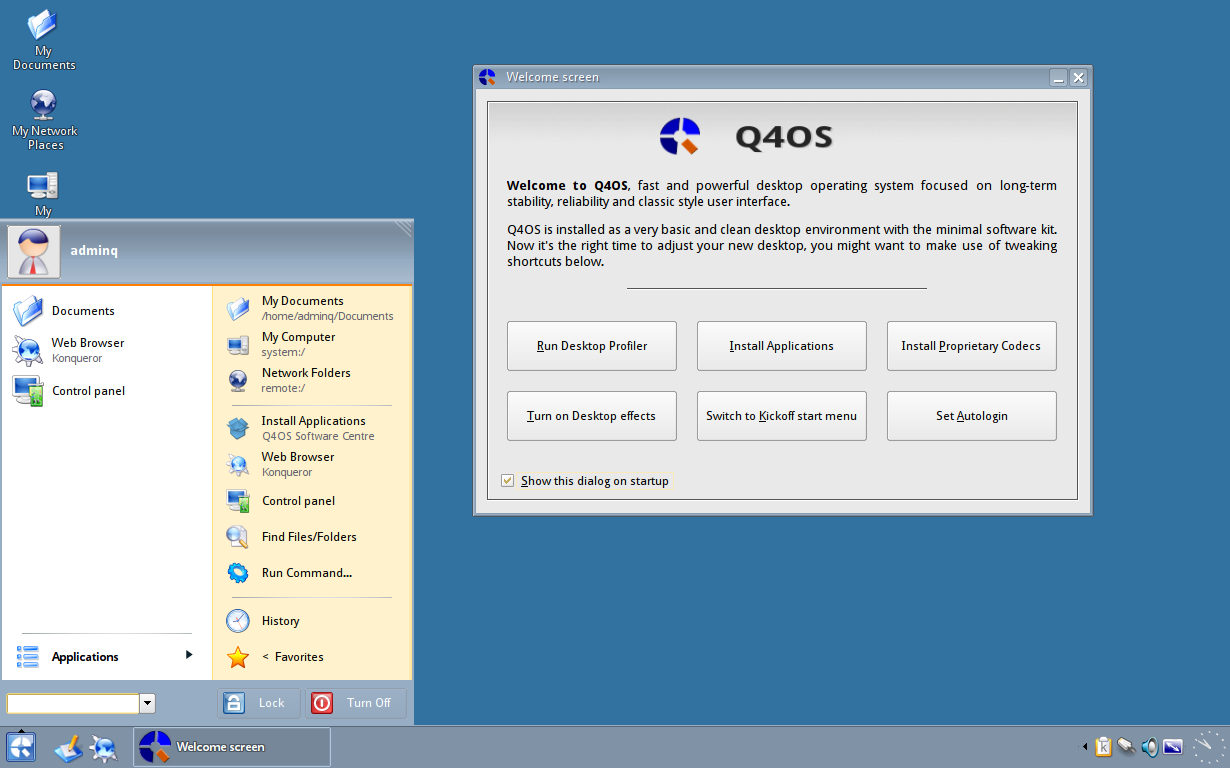 My
Documents
My Network
Places
My
adminq
Documents
Web Browser
Konqueror
Control panel
Applications
My Documents
/home/adminq/Documents
My Computer
system:/
Network Folders
remote:/
Install Applications
Q4OS Software Centre
Web Browser
Konqueror
Control panel
Find Files/Folders
Run Command...
History
< Favorites
Lock
Turn Off
Welcome screen
Q4OS
Welcome to Q4OS, fast and powerful desktop operating system focused on long-term
stability, reliability and classic style user interface.
Q4OS is installed as a very basic and clean desktop environment with the minimal software kit.
Now it's the right time to adjust your new desktop, you might want to make use of tweaking
shortcuts below.
Run Desktop Profiler
Install Applications
Install Proprietary Codecs
Turn on Desktop effects
Switch to Kickoff start menu
Set Autologin
Show this dialog on startup
Welcome screen
K